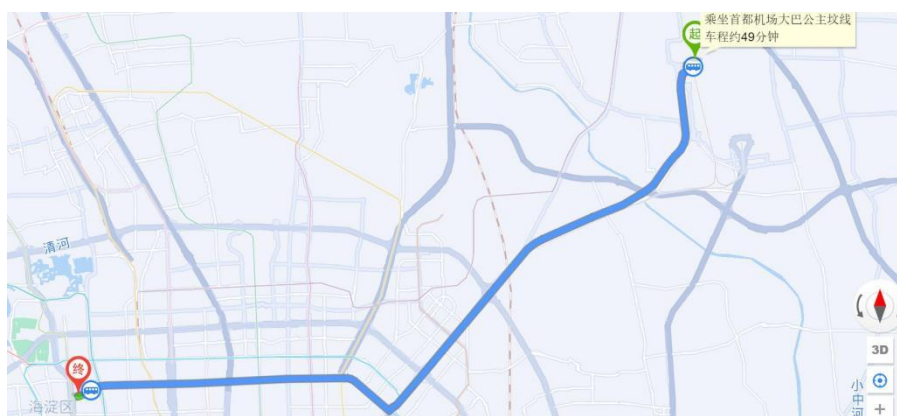 乘坐首都机场大巴公主坟线
车程约49分钟
起
清河
终
海淀区
3D
小中河
+